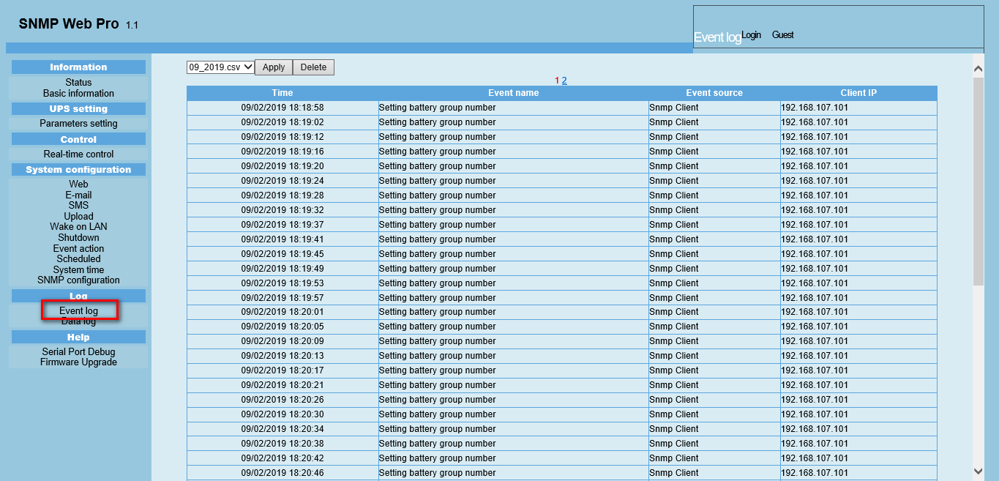 SNMP Web Pro 1.1
Event log Login Guest
Information
Status
Basic information
UPS setting
Parameters setting
Control
Real-time control
System configuration
Web
E-mail
SMS
Upload
Wake on LAN
Shutdown
Event action
Scheduled
System time
SNMP configuration
Log
Event log
Data log
Help
Serial Port Debug
Firmware Upgrade
09_2019.csv Apply Delete
1 2
Time Event name Event source Client IP
09/02/2019 18:18:58 Setting battery group number Snmp Client 192.168.107.101
09/02/2019 18:19:02 Setting battery group number Snmp Client 192.168.107.101
09/02/2019 18:19:12 Setting battery group number Snmp Client 192.168.107.101
09/02/2019 18:19:16 Setting battery group number Snmp Client 192.168.107.101
09/02/2019 18:19:20 Setting battery group number Snmp Client 192.168.107.101
09/02/2019 18:19:24 Setting battery group number Snmp Client 192.168.107.101
09/02/2019 18:19:28 Setting battery group number Snmp Client 192.168.107.101
09/02/2019 18:19:32 Setting battery group number Snmp Client 192.168.107.101
09/02/2019 18:19:37 Setting battery group number Snmp Client 192.168.107.101
09/02/2019 18:19:41 Setting battery group number Snmp Client 192.168.107.101
09/02/2019 18:19:45 Setting battery group number Snmp Client 192.168.107.101
09/02/2019 18:19:49 Setting battery group number Snmp Client 192.168.107.101
09/02/2019 18:19:53 Setting battery group number Snmp Client 192.168.107.101
09/02/2019 18:19:57 Setting battery group number Snmp Client 192.168.107.101
09/02/2019 18:20:01 Setting battery group number Snmp Client 192.168.107.101
09/02/2019 18:20:05 Setting battery group number Snmp Client 192.168.107.101
09/02/2019 18:20:09 Setting battery group number Snmp Client 192.168.107.101
09/02/2019 18:20:13 Setting battery group number Snmp Client 192.168.107.101
09/02/2019 18:20:17 Setting battery group number Snmp Client 192.168.107.101
09/02/2019 18:20:21 Setting battery group number Snmp Client 192.168.107.101
09/02/2019 18:20:26 Setting battery group number Snmp Client 192.168.107.101
09/02/2019 18:20:30 Setting battery group number Snmp Client 192.168.107.101
09/02/2019 18:20:34 Setting battery group number Snmp Client 192.168.107.101
09/02/2019 18:20:38 Setting battery group number Snmp Client 192.168.107.101
09/02/2019 18:20:42 Setting battery group number Snmp Client 192.168.107.101
09/02/2019 18:20:46 Setting battery group number Snmp Client 192.168.107.101